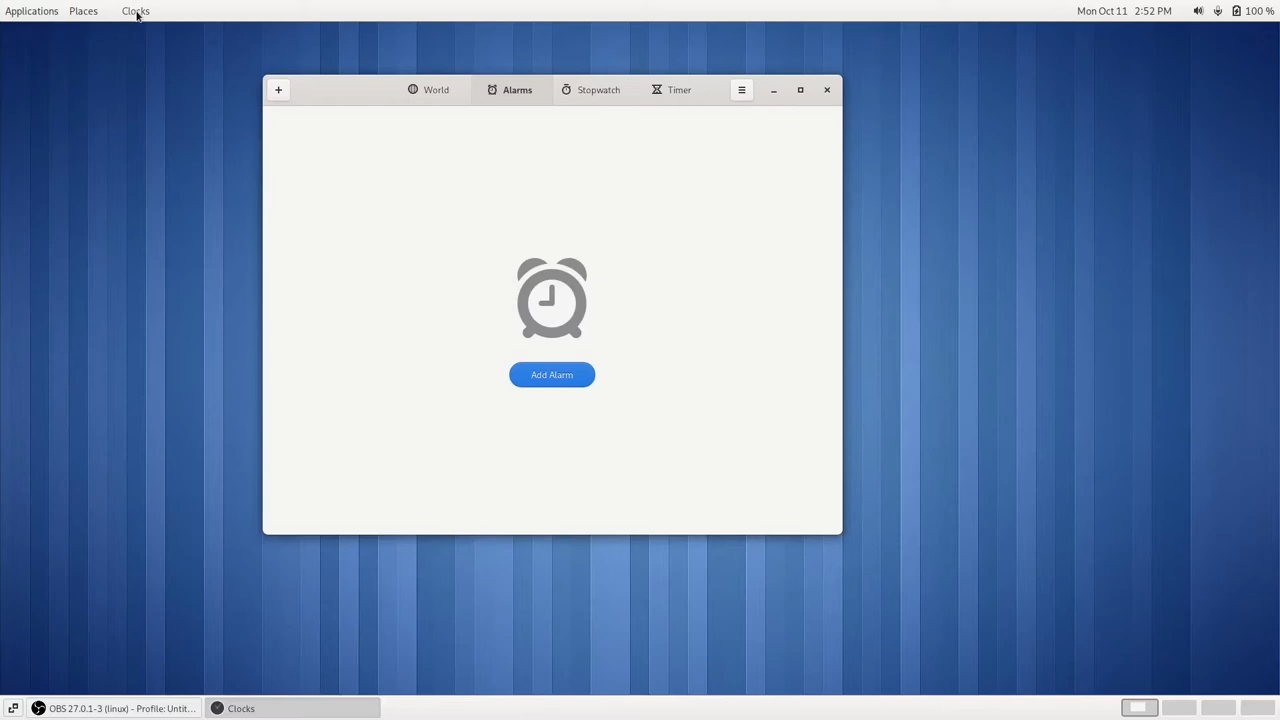 Applications Places Clocks Mon Oct 11 2:52 PM 100 %
World Alarms Stopwatch Timer
Add Alarm
OBS 27.0.1-3 (linux) - Profile: Untit... Clocks